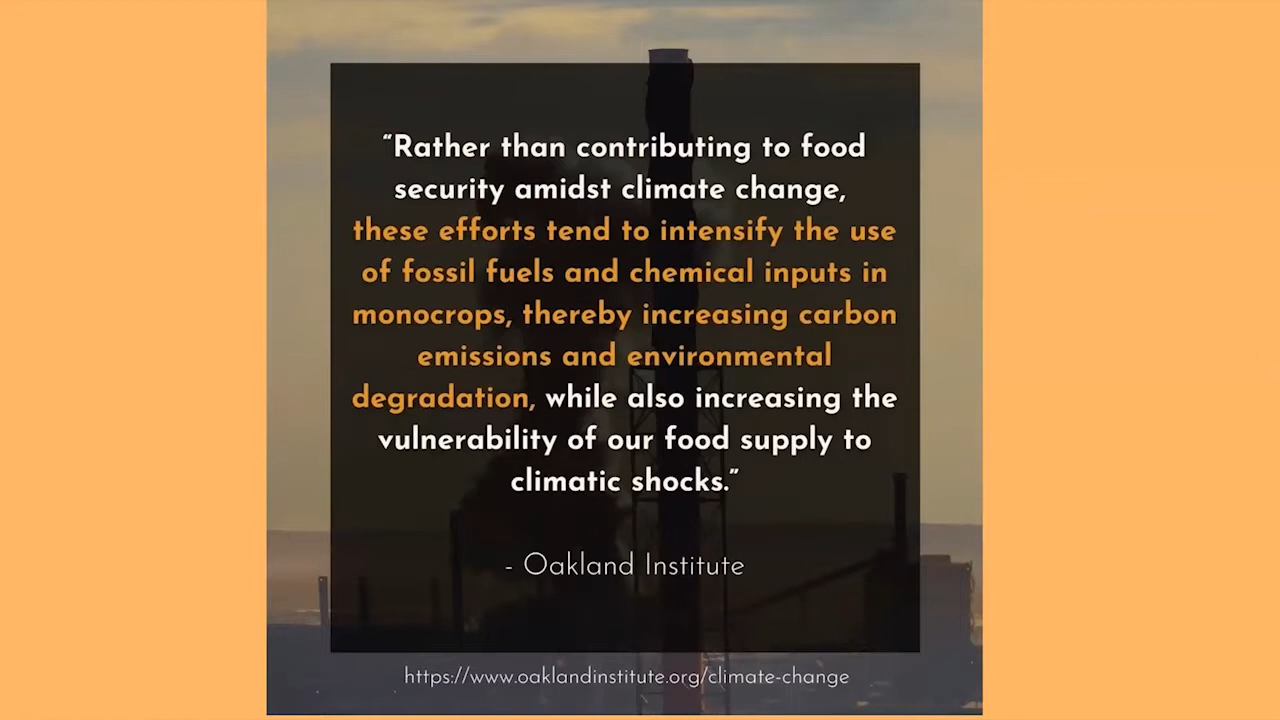 “Rather than contributing to food
security amidst climate change,
these efforts tend to intensify the use
of fossil fuels and chemical inputs in
monocrops, thereby increasing carbon
emissions and environmental
degradation, while also increasing the
vulnerability of our food supply to
climatic shocks.”
- Oakland Institute
https://www.oaklandinstitute.org/climate-change